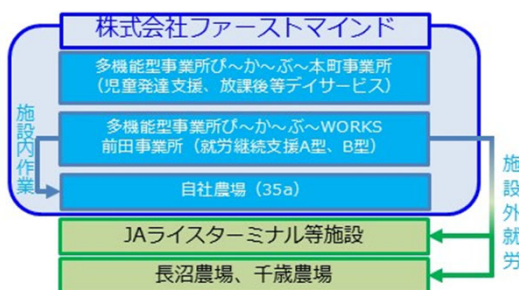 株式会社ファーストマインド
多機能型事業所ぴ～か～ぶ～本町事業所
（児童発達支援、放課後等デイサービス）
施設内作業
多機能型事業所ぴ～か～ぶ～WORKS
前田事業所（就労継続支援A型、B型）
自社農場（35a）
施設外就労
JAライスターミナル等施設
長沼農場、千歳農場